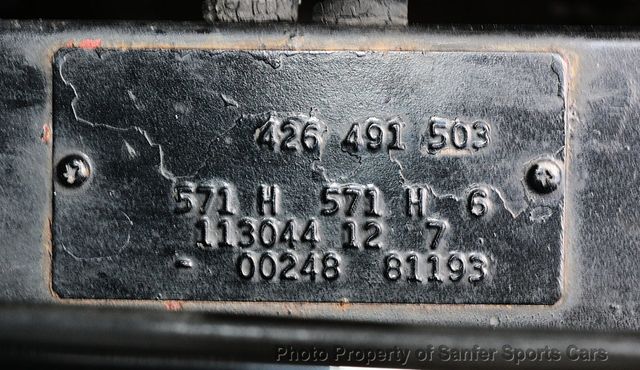 426 491 503
571 H 571 H 6
113044 12 7
- 00248 81193
Photo Property of Sanfer Sports Cars